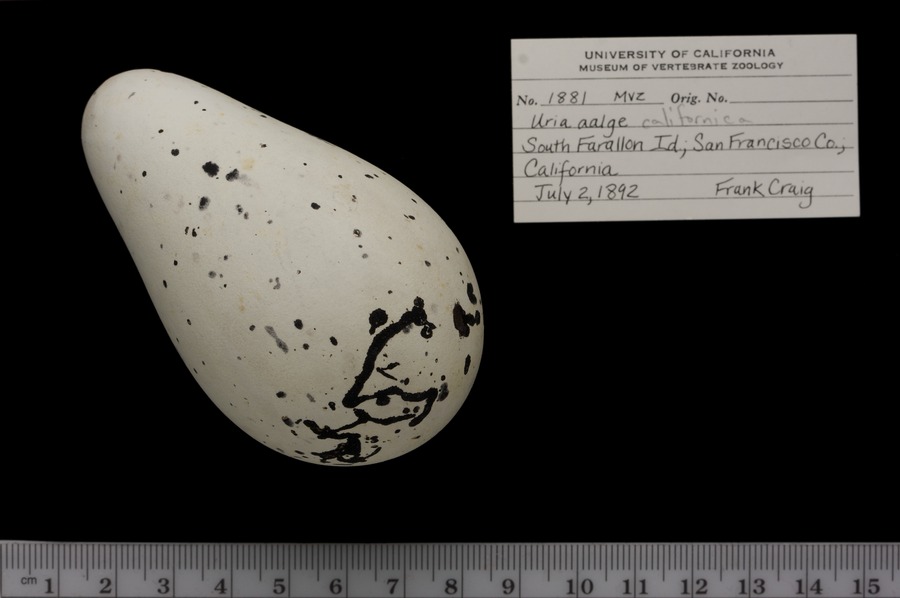 UNIVERSITY OF CALIFORNIA
MUSEUM OF VERTEBRATE ZOOLOGY
No. 1881 MVZ Orig. No.
Uria aalge californica
South Farallon Id.; San Francisco Co.,
California
July 2, 1892 Frank Craig
cm 1 2 3 4 5 6 7 8 9 10 11 12 13 14 15